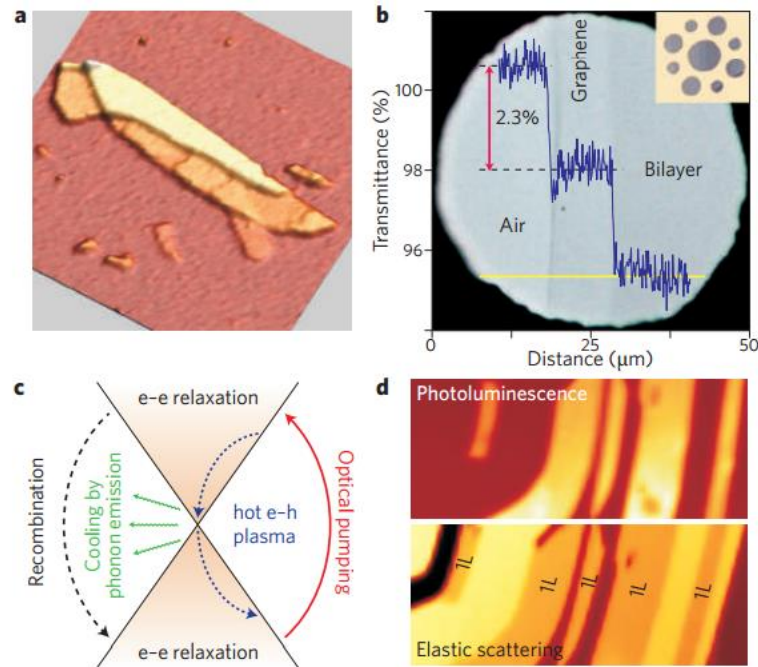 a
b
Transmittance (%)
100
98
96
2.3%
Graphene
Air
Bilayer
0
25
50
Distance (μm)
c
e–e relaxation
Recombination
Cooling by
phonon emission
hot e–h
plasma
Optical pumping
e–e relaxation
d
Photoluminescence
1L
1L
1L
1L
1L
Elastic scattering